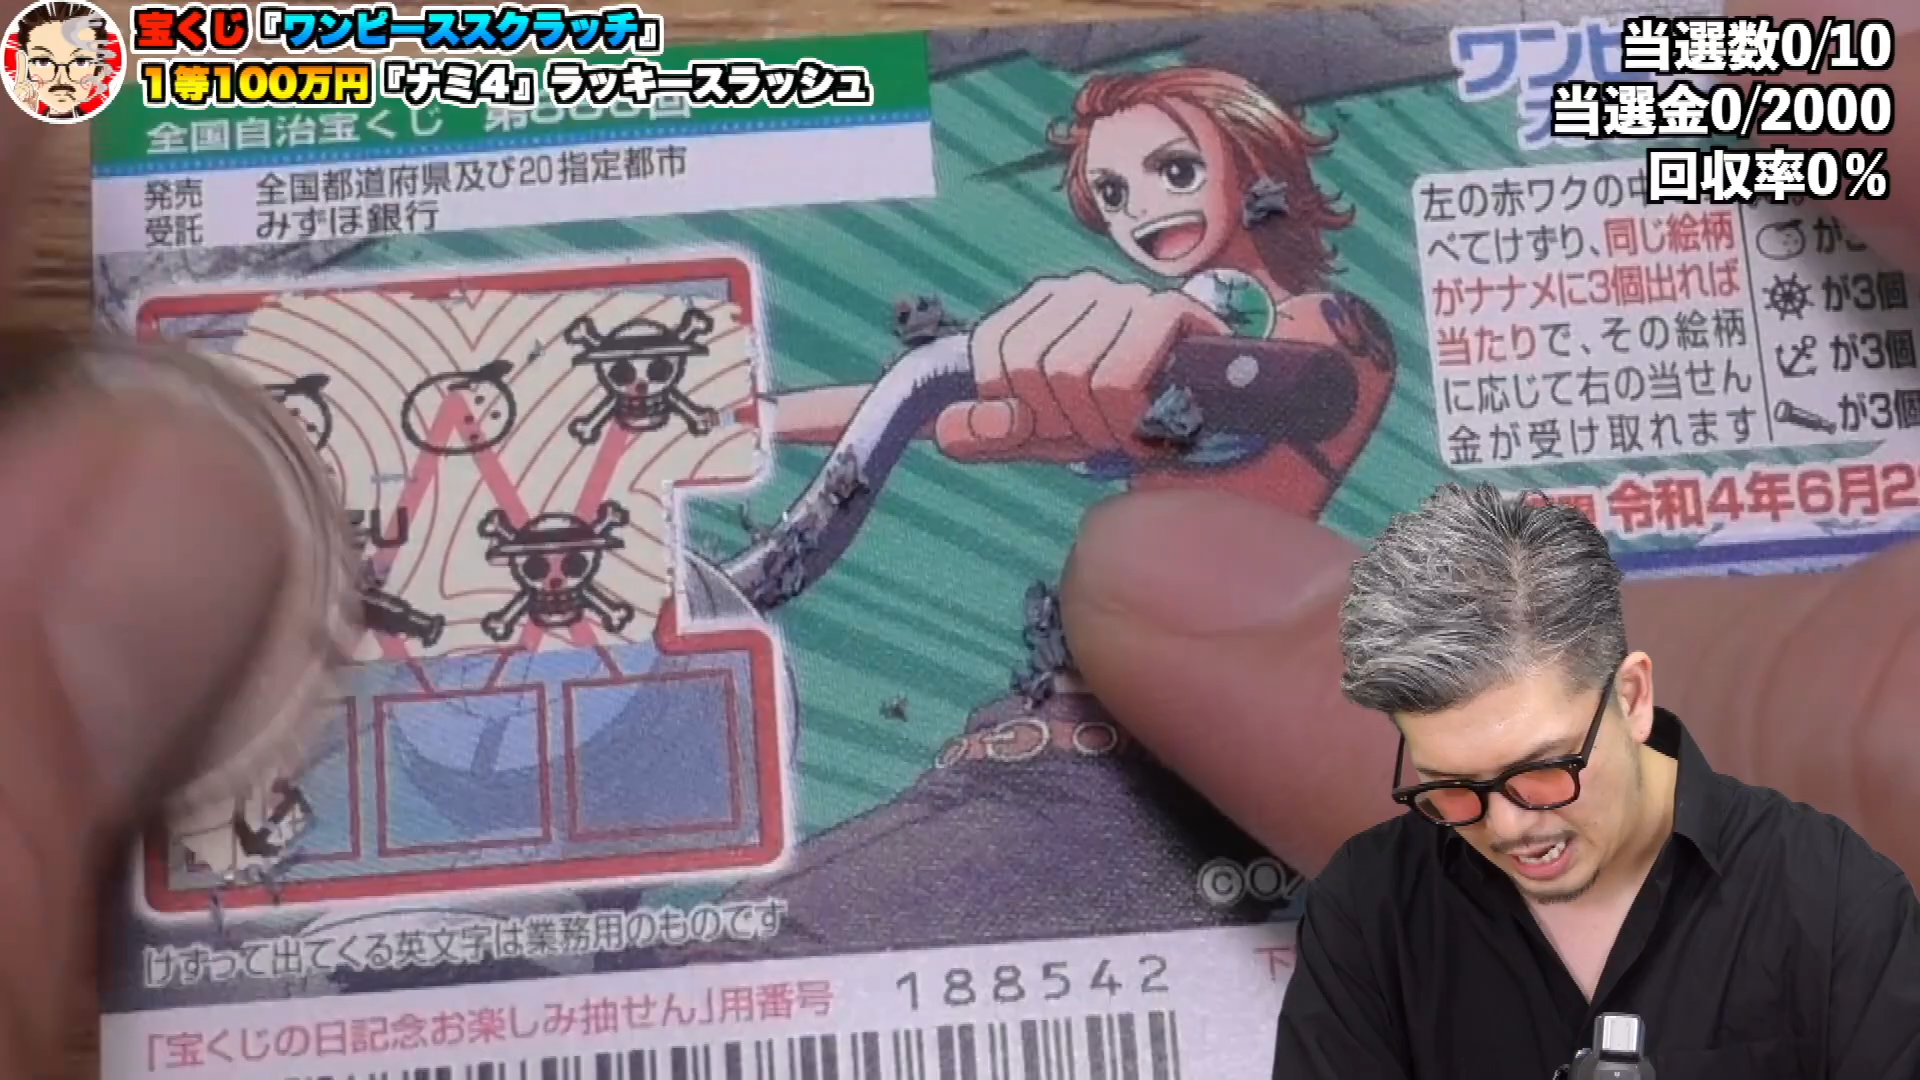 宝くじ『ワンピーススクラッチ』
1等100万円『ナミ4』ラッキースラッシュ
当選数0/10
当選金0/2000
回収率0%
全国自治宝くじ
発売 全国都道府県及び20指定都市
受託 みずほ銀行
ワンピ
左の赤ワクの中
べてけずり、同じ絵柄
がナナメに3個出れば
当たりで、その絵柄
に応じて右の当せん
金が受け取れます
が3個
が3個
が3個
令和4年6月2
けずって出てくる英文字は業務用のものです
「宝くじの日記念お楽しみ抽せん」用番号 188542